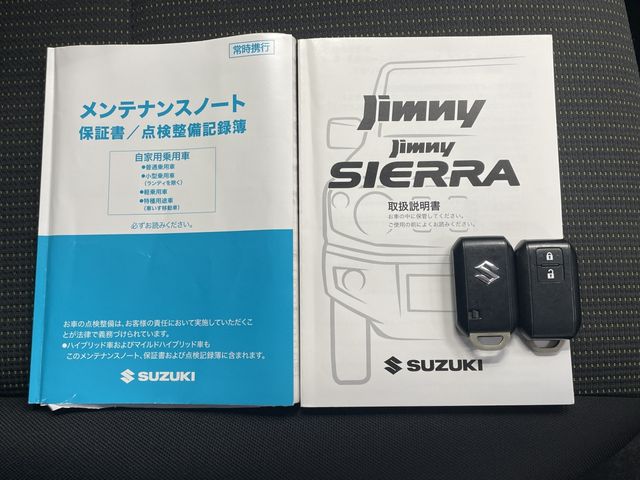 常時携行
メンテナンスノート
保証書／点検整備記録簿
自家用乗用車
●普通乗用車
●小型乗用車
（ランディを除く）
●軽乗用車
●特種用途車
（車いす移動車）
必ずお読みください。
お車の点検整備は、お客様の責任において実施していただくこ
とが法律で義務づけられています。
●ハイブリッド車およびマイルドハイブリッド車も
このメンテナンスノート、保証書および点検記録簿に含まれます。
SUZUKI
Jimny
Jimny
SIERRA
取扱説明書
お車の中に保管してください。
ご使用の前によくお読みください。
SUZUKI